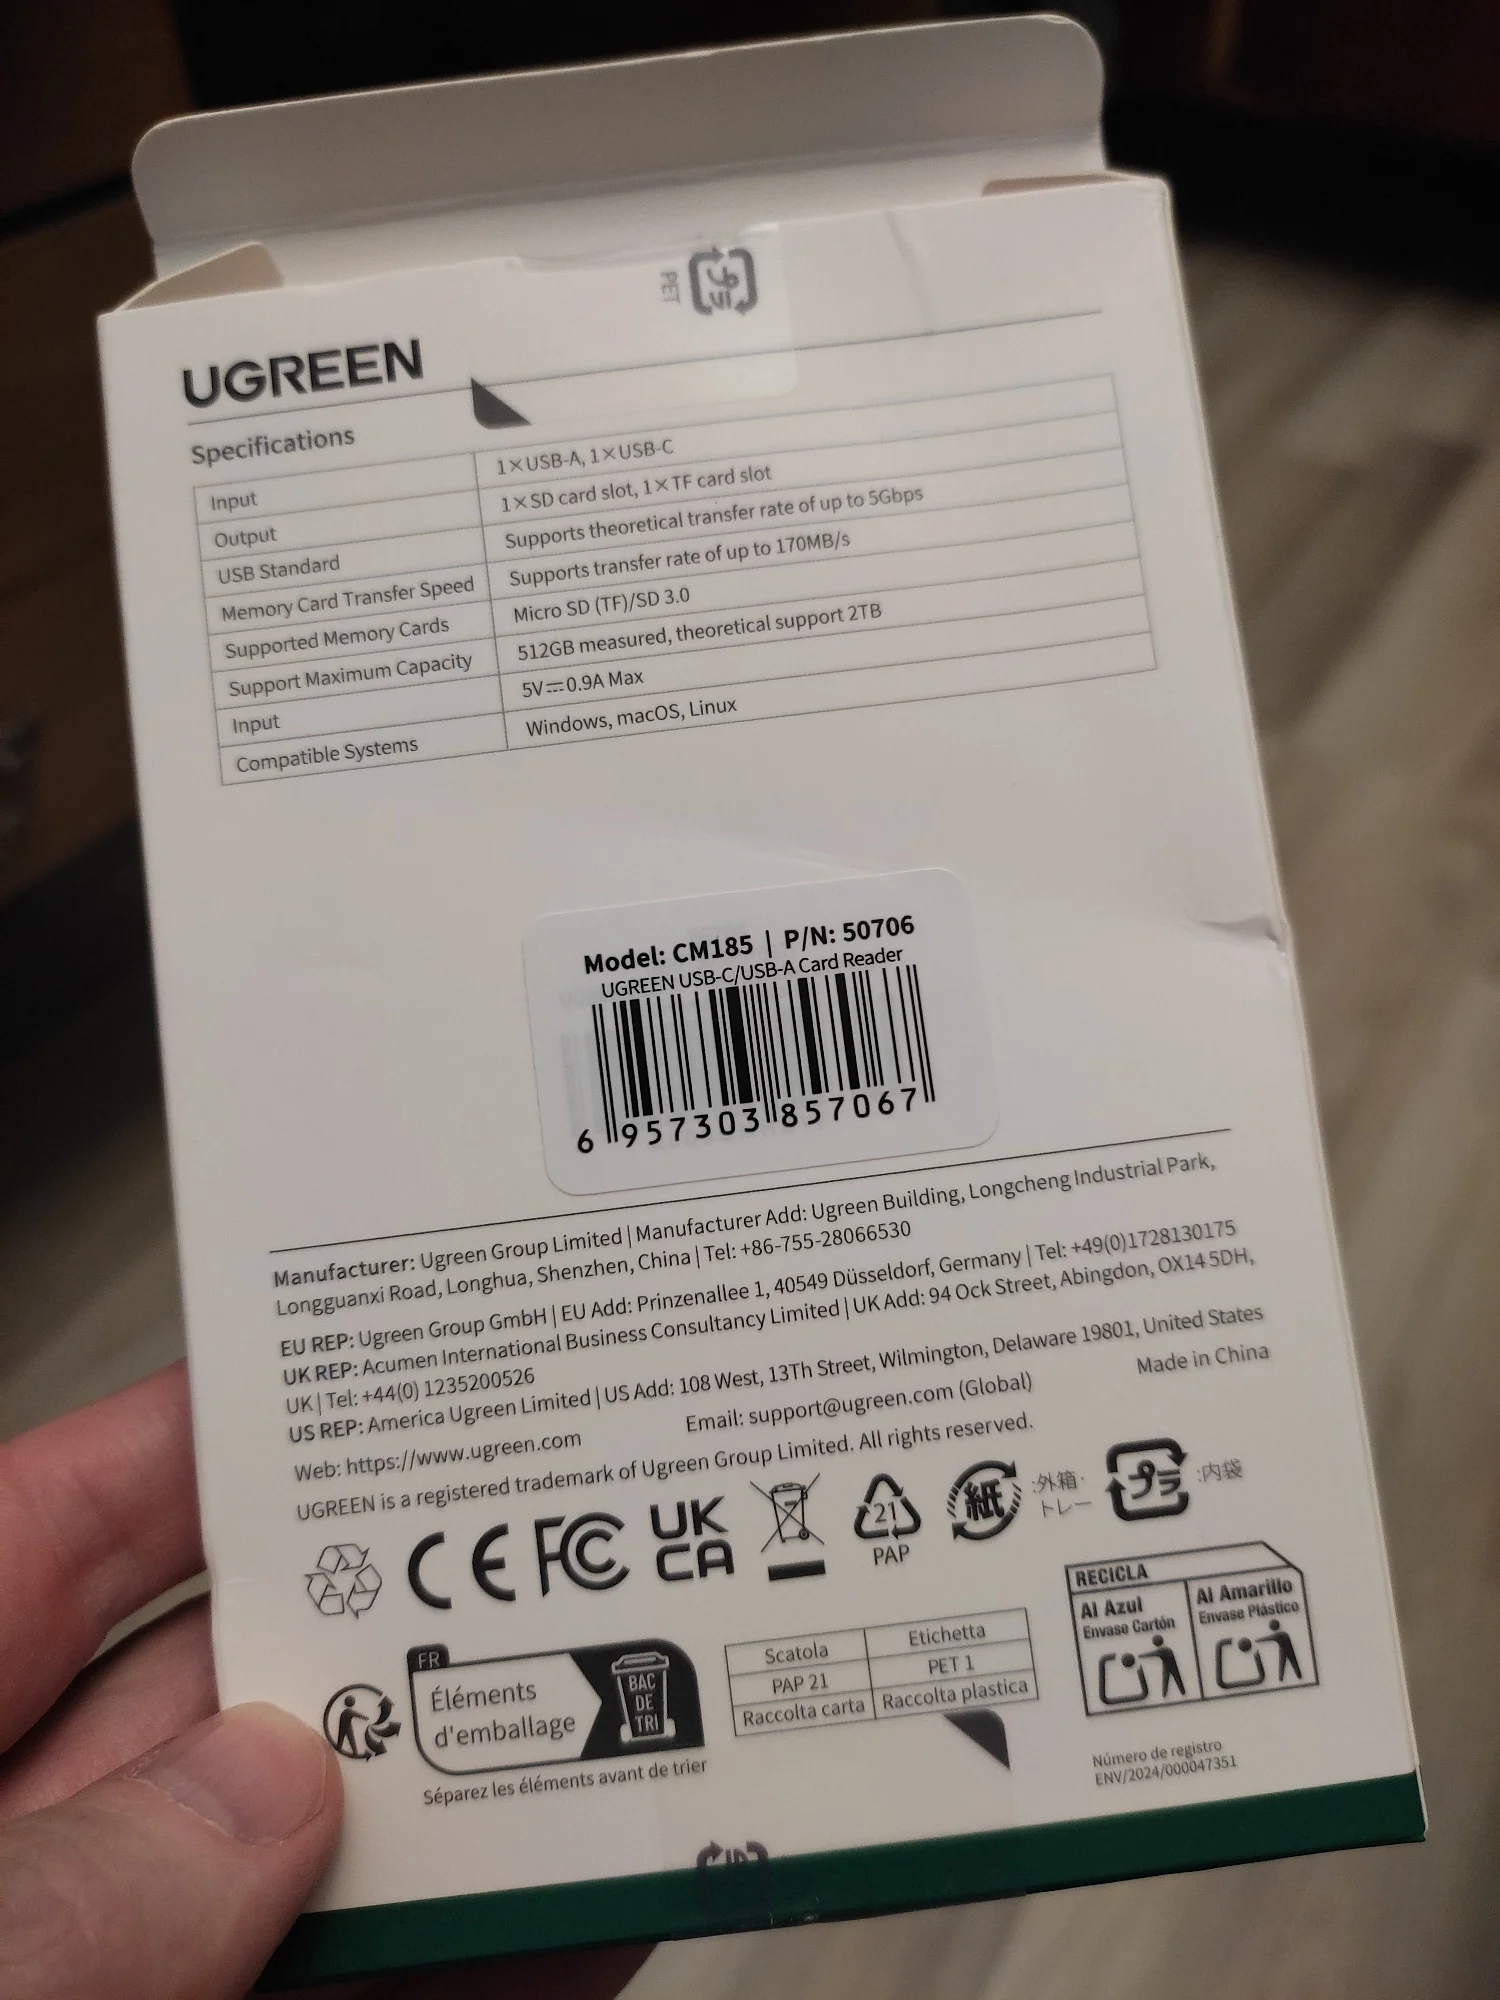 PET
プラ
UGREEN
Specifications
Input 1×USB-A, 1×USB-C
Output 1×SD card slot, 1×TF card slot
USB Standard Supports theoretical transfer rate of up to 5Gbps
Memory Card Transfer Speed Supports transfer rate of up to 170MB/s
Supported Memory Cards Micro SD (TF)/SD 3.0
Support Maximum Capacity 512GB measured, theoretical support 2TB
Input 5V⎓0.9A Max
Compatible Systems Windows, macOS, Linux
Model: CM185 | P/N: 50706
UGREEN USB-C/USB-A Card Reader
6 957303 857067
Manufacturer: Ugreen Group Limited | Manufacturer Add: Ugreen Building, Longcheng Industrial Park,
Longguanxi Road, Longhua, Shenzhen, China | Tel: +86-755-28066530
EU REP: Ugreen Group GmbH | EU Add: Prinzenallee 1, 40549 Düsseldorf, Germany | Tel: +49(0)1728130175
UK REP: Acumen International Business Consultancy Limited | UK Add: 94 Ock Street, Abingdon, OX14 5DH,
UK | Tel: +44(0) 1235200526
US REP: America Ugreen Limited | US Add: 108 West, 13Th Street, Wilmington, Delaware 19801, United States
Web: https://www.ugreen.com Email: support@ugreen.com (Global) Made in China
UGREEN is a registered trademark of Ugreen Group Limited. All rights reserved.
CE FC UK
CA
21
PAP
紙
:外箱·
トレー
プラ
:内袋
FR
Éléments
d'emballage
BAC
DE
TRI
Séparez les éléments avant de trier
Scatola Etichetta
PAP 21 PET 1
Raccolta carta Raccolta plastica
RECICLA
Al Azul
Envase Cartón
Al Amarillo
Envase Plástico
Número de registro
ENV/2024/000047351